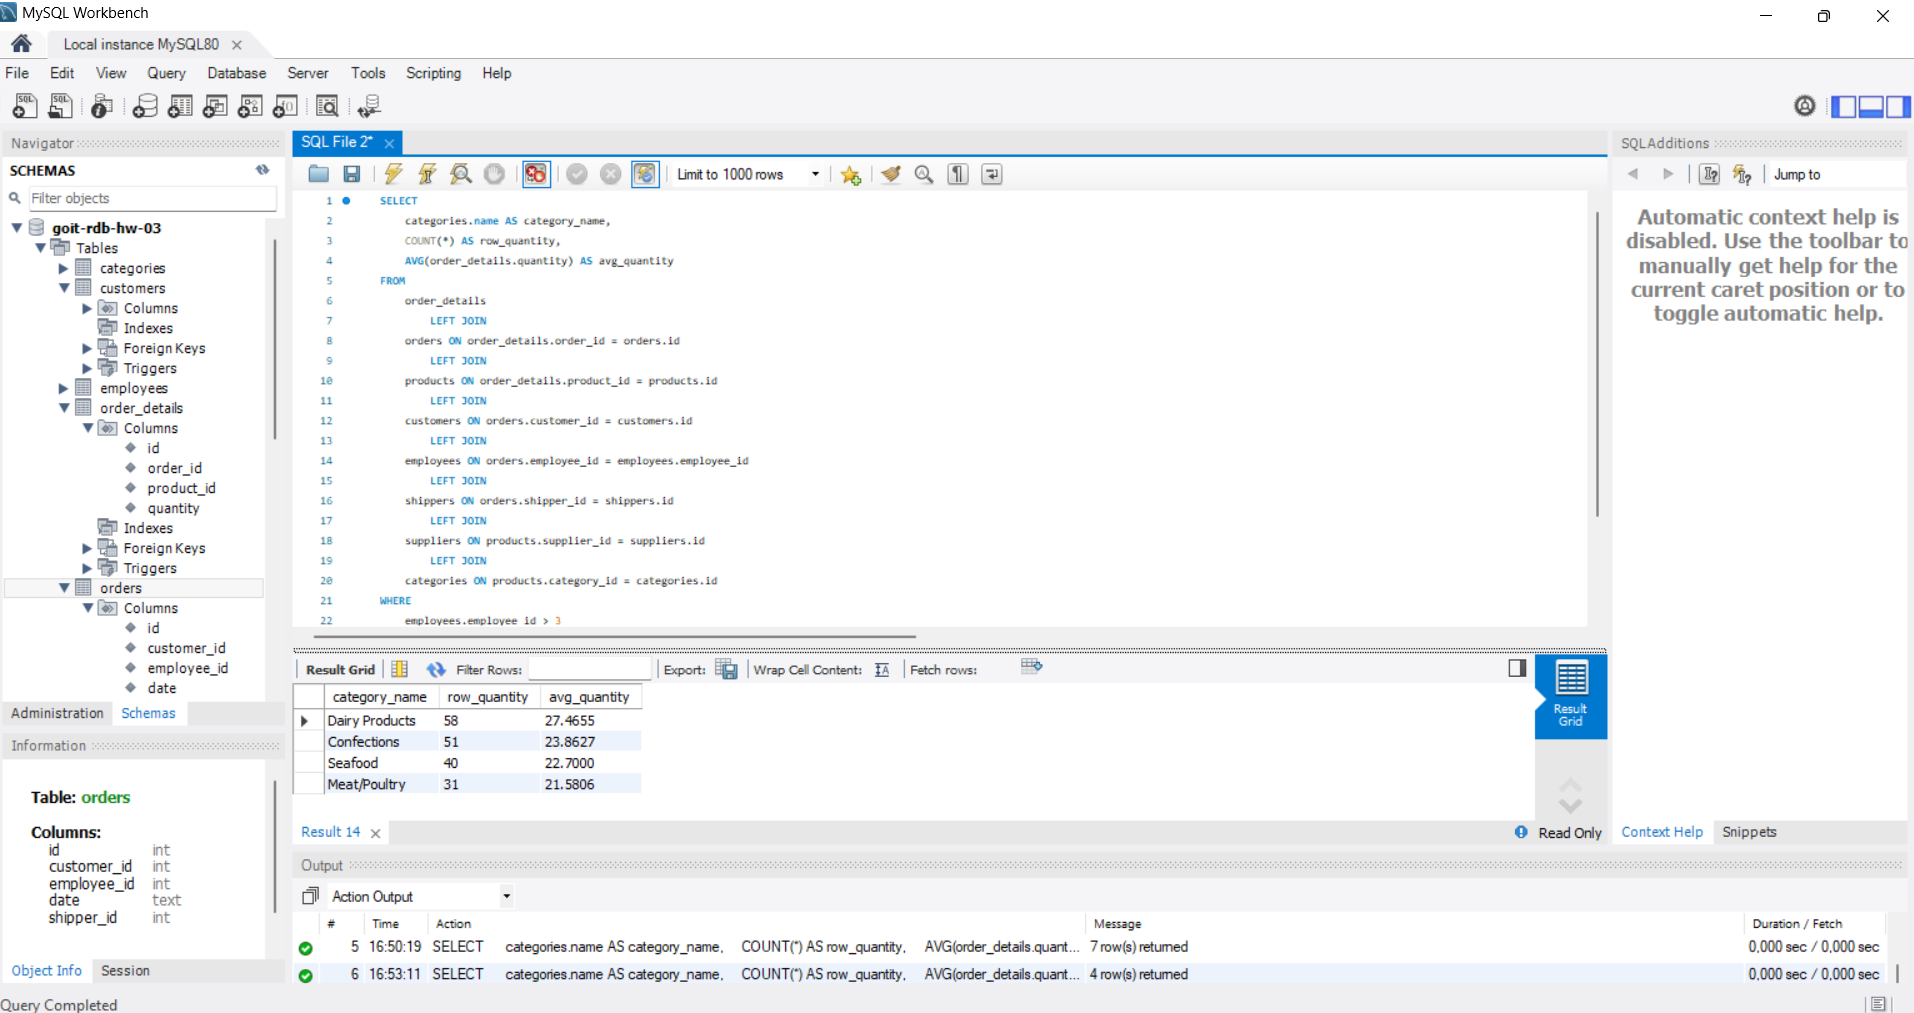 MySQL Workbench
Local instance MySQL80
File Edit View Query Database Server Tools Scripting Help
Navigator
SCHEMAS
Filter objects
goit-rdb-hw-03
Tables
categories
customers
Columns
Indexes
Foreign Keys
Triggers
employees
order_details
Columns
id
order_id
product_id
quantity
Indexes
Foreign Keys
Triggers
orders
Columns
id
customer_id
employee_id
date
Administration Schemas
Information
Table: orders
Columns:
id int
customer_id int
employee_id int
date text
shipper_id int
Object Info Session
Query Completed
SQL File 2*
Limit to 1000 rows
1 SELECT
2 categories.name AS category_name,
3 COUNT(*) AS row_quantity,
4 AVG(order_details.quantity) AS avg_quantity
5 FROM
6 order_details
7 LEFT JOIN
8 orders ON order_details.order_id = orders.id
9 LEFT JOIN
10 products ON order_details.product_id = products.id
11 LEFT JOIN
12 customers ON orders.customer_id = customers.id
13 LEFT JOIN
14 employees ON orders.employee_id = employees.employee_id
15 LEFT JOIN
16 shippers ON orders.shipper_id = shippers.id
17 LEFT JOIN
18 suppliers ON products.supplier_id = suppliers.id
19 LEFT JOIN
20 categories ON products.category_id = categories.id
21 WHERE
22 employees.employee_id > 3
Result Grid Filter Rows: Export: Wrap Cell Content: Fetch rows:
category_name row_quantity avg_quantity
Dairy Products 58 27.4655
Confections 51 23.8627
Seafood 40 22.7000
Meat/Poultry 31 21.5806
Result Grid
Result 14
Read Only
Output
Action Output
# Time Action Message Duration / Fetch
5 16:50:19 SELECT categories.name AS category_name, COUNT(*) AS row_quantity, AVG(order_details.quant... 7 row(s) returned 0,000 sec / 0,000 sec
6 16:53:11 SELECT categories.name AS category_name, COUNT(*) AS row_quantity, AVG(order_details.quant... 4 row(s) returned 0,000 sec / 0,000 sec
SQLAdditions
Jump to
Automatic context help is
disabled. Use the toolbar to
manually get help for the
current caret position or to
toggle automatic help.
Context Help Snippets